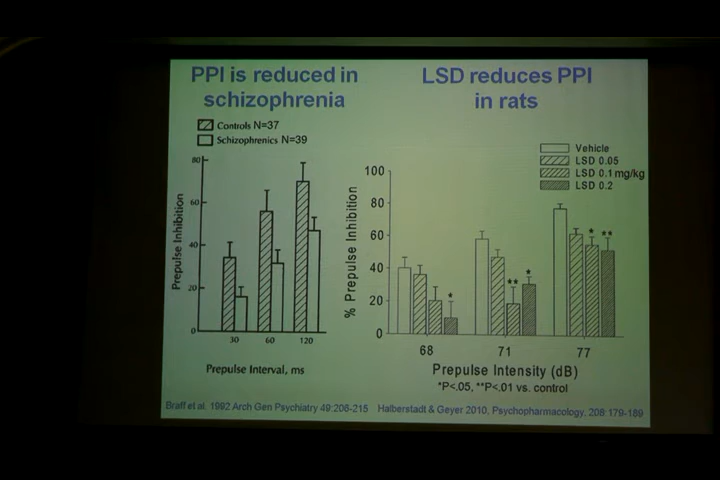 PPI is reduced in
schizophrenia
Controls N=37
Schizophrenics N=39
80
60
40
20
0
Prepulse Inhibition
30 60 120
Prepulse Interval, ms
Braff et al. 1992 Arch Gen Psychiatry 49:206-215
LSD reduces PPI
in rats
Vehicle
LSD 0.05
LSD 0.1 mg/kg
LSD 0.2
100
80
60
40
20
0
% Prepulse Inhibition
*
** *
* **
68 71 77
Prepulse Intensity (dB)
*P<.05, **P<.01 vs. control
Halberstadt & Geyer 2010, Psychopharmacology. 208:179-189